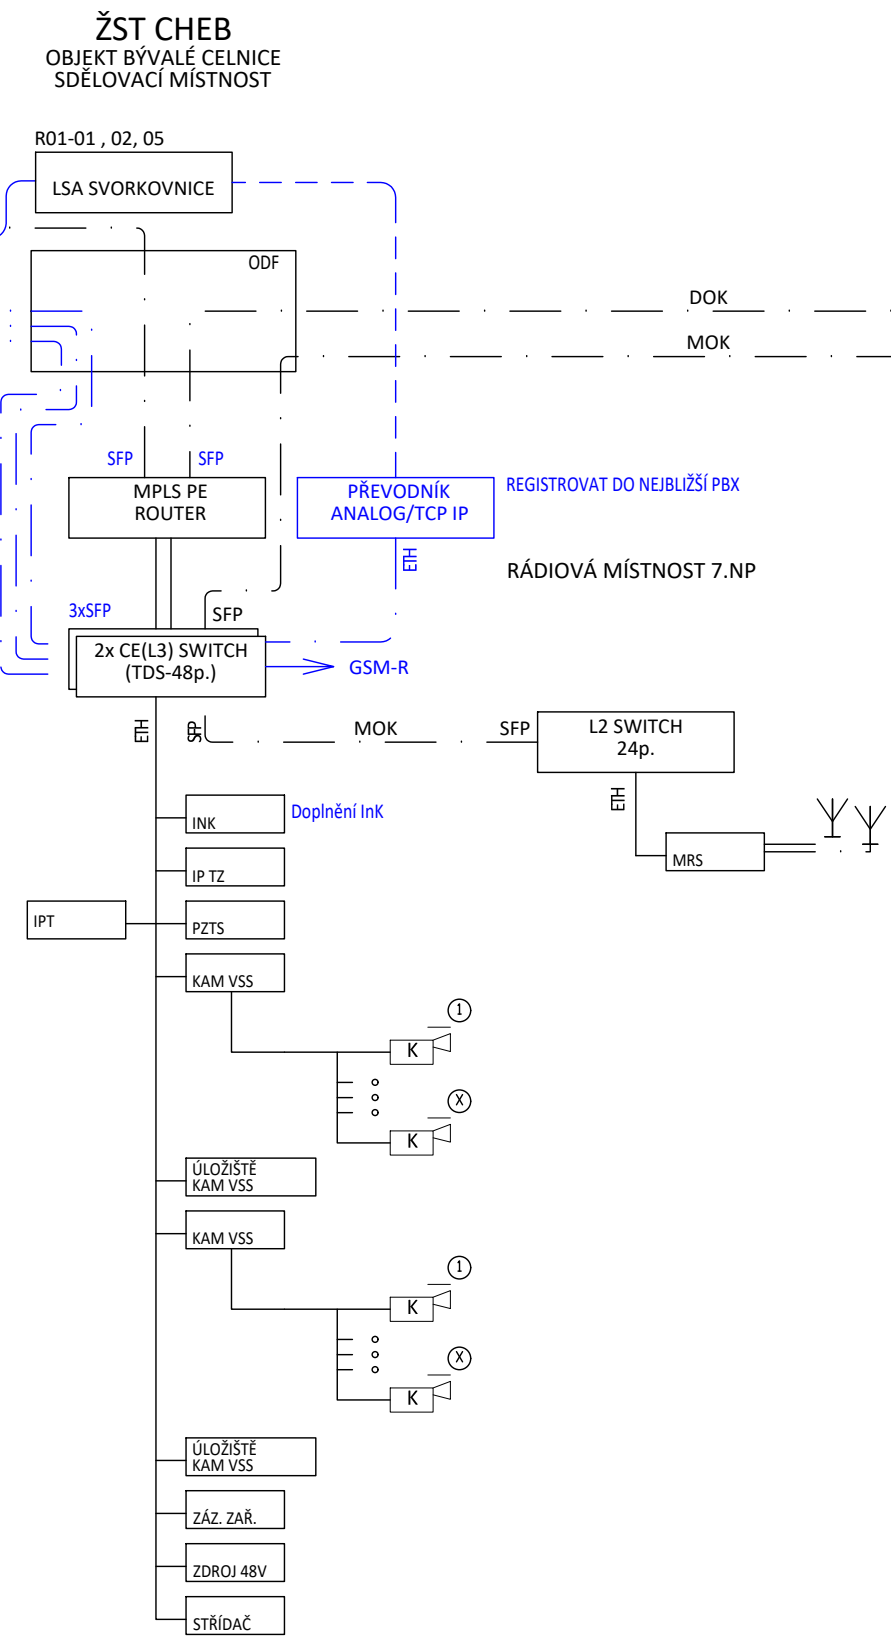 ŽST CHEB
OBJEKT BÝVALÉ CELNICE
SDĚLOVACÍ MÍSTNOST
R01-01 , 02, 05
LSA SVORKOVNICE
ODF
DOK
MOK
SFP
SFP
MPLS PE
ROUTER
PŘEVODNÍK
ANALOG/TCP IP
REGISTROVAT DO NEJBLIŽŠÍ PBX
ETH
RÁDIOVÁ MÍSTNOST 7.NP
3xSFP
SFP
2x CE(L3) SWITCH
(TDS-48p.)
GSM-R
ETH
SFP
MOK
SFP
L2 SWITCH
24p.
ETH
INK
Doplnění InK
MRS
IP TZ
IPT
PZTS
KAM VSS
1
K
X
K
ÚLOŽIŠTĚ
KAM VSS
KAM VSS
1
K
X
K
ÚLOŽIŠTĚ
KAM VSS
ZÁZ. ZAŘ.
ZDROJ 48V
STŘÍDAČ